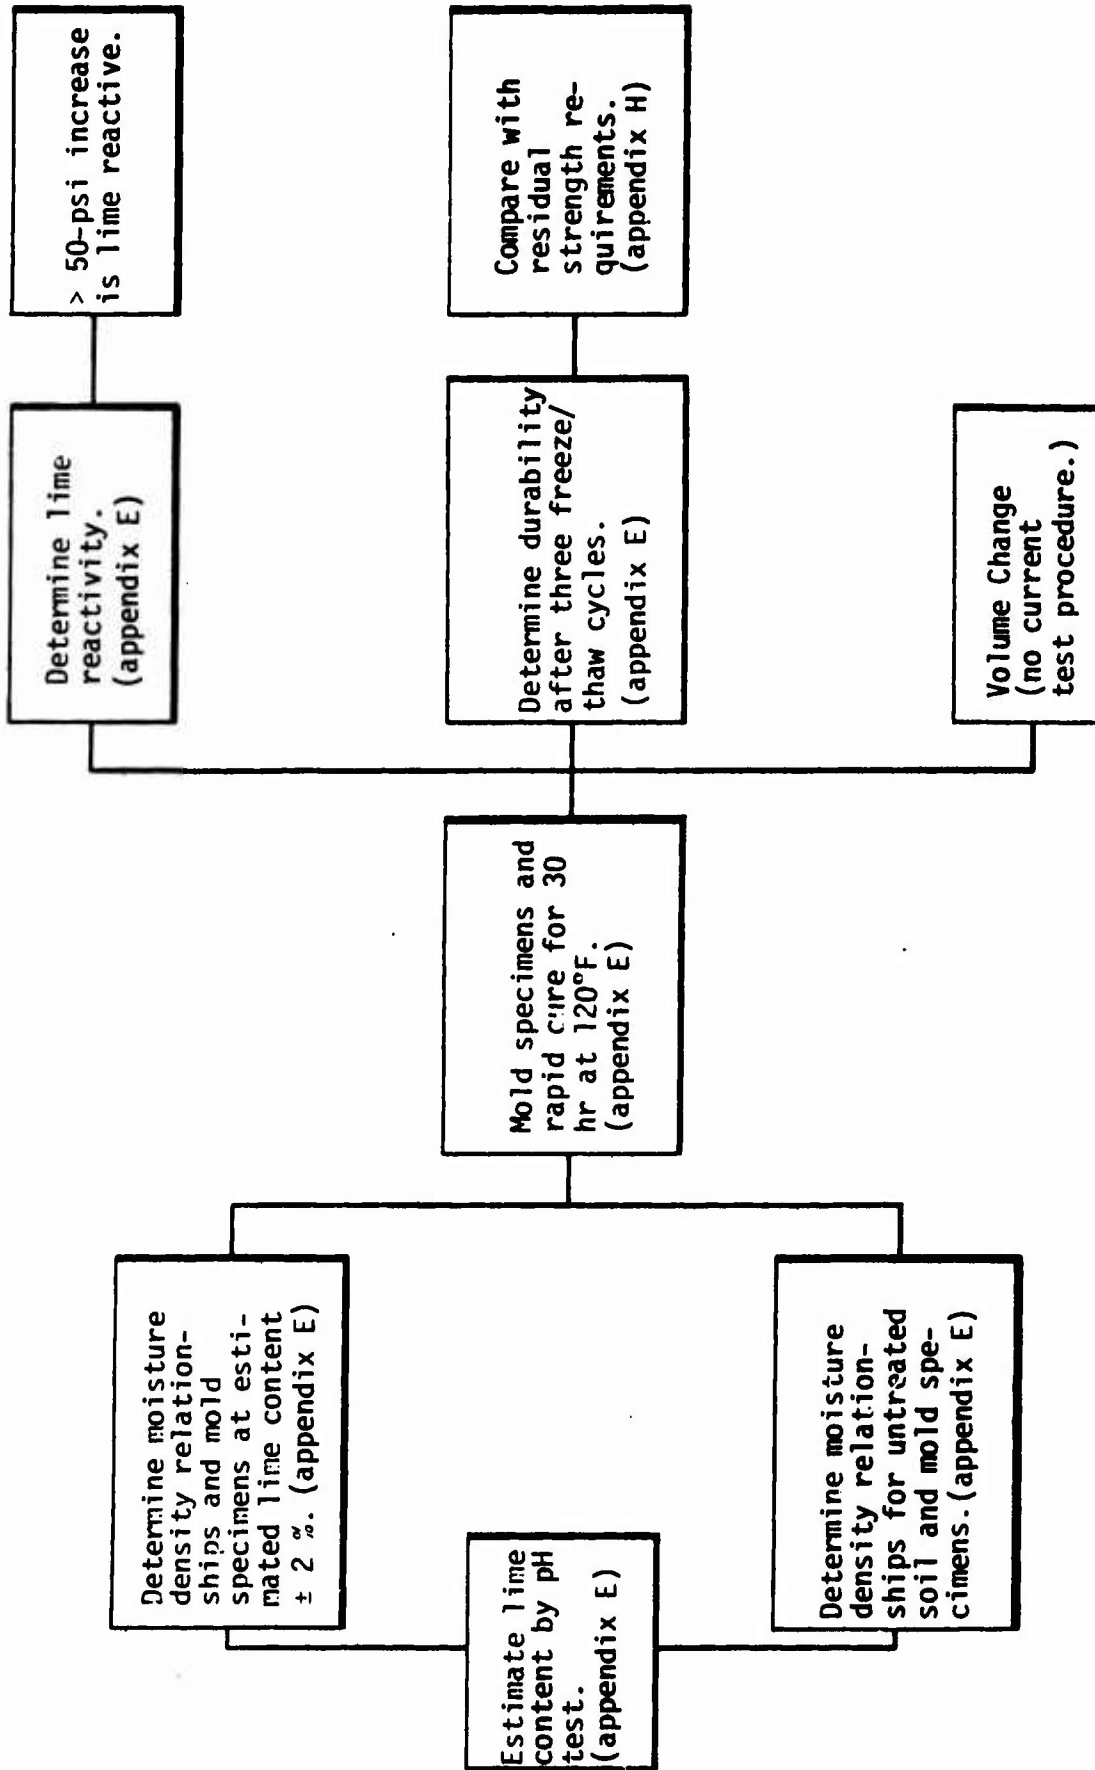 Estimate lime
content by pH
test.
(appendix E)
Determine moisture
density relation-
ships and mold
specimens at esti-
mated lime content
± 2 %. (appendix E)
Determine moisture
density relation-
ships for untreated
soil and mold spe-
cimens.(appendix E)
Mold specimens and
rapid cure for 30
hr at 120°F.
(appendix E)
Determine lime
reactivity.
(appendix E)
> 50-psi increase
is lime reactive.
Determine durability
after three freeze/
thaw cycles.
(appendix E)
Compare with
residual
strength re-
quirements.
(appendix H)
Volume Change
(no current
test procedure.)